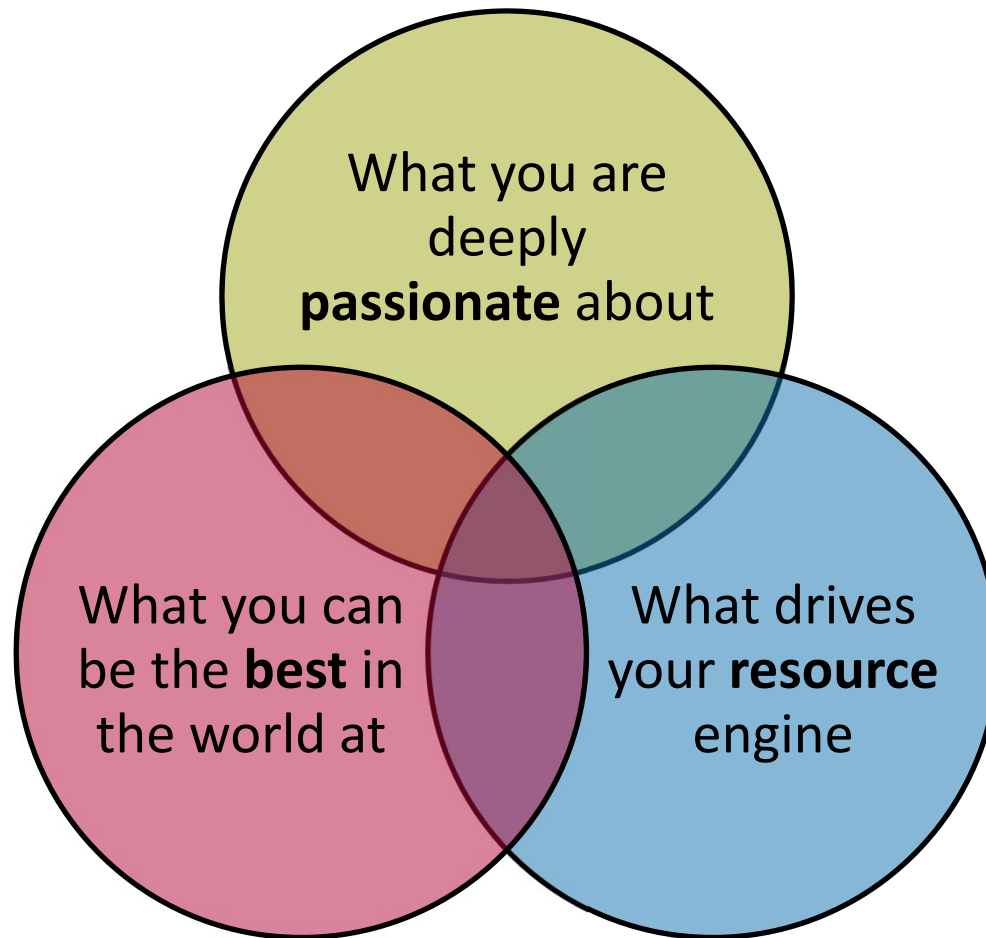 What you are
deeply
passionate about
What you can
be the best in
the world at
What drives
your resource
engine